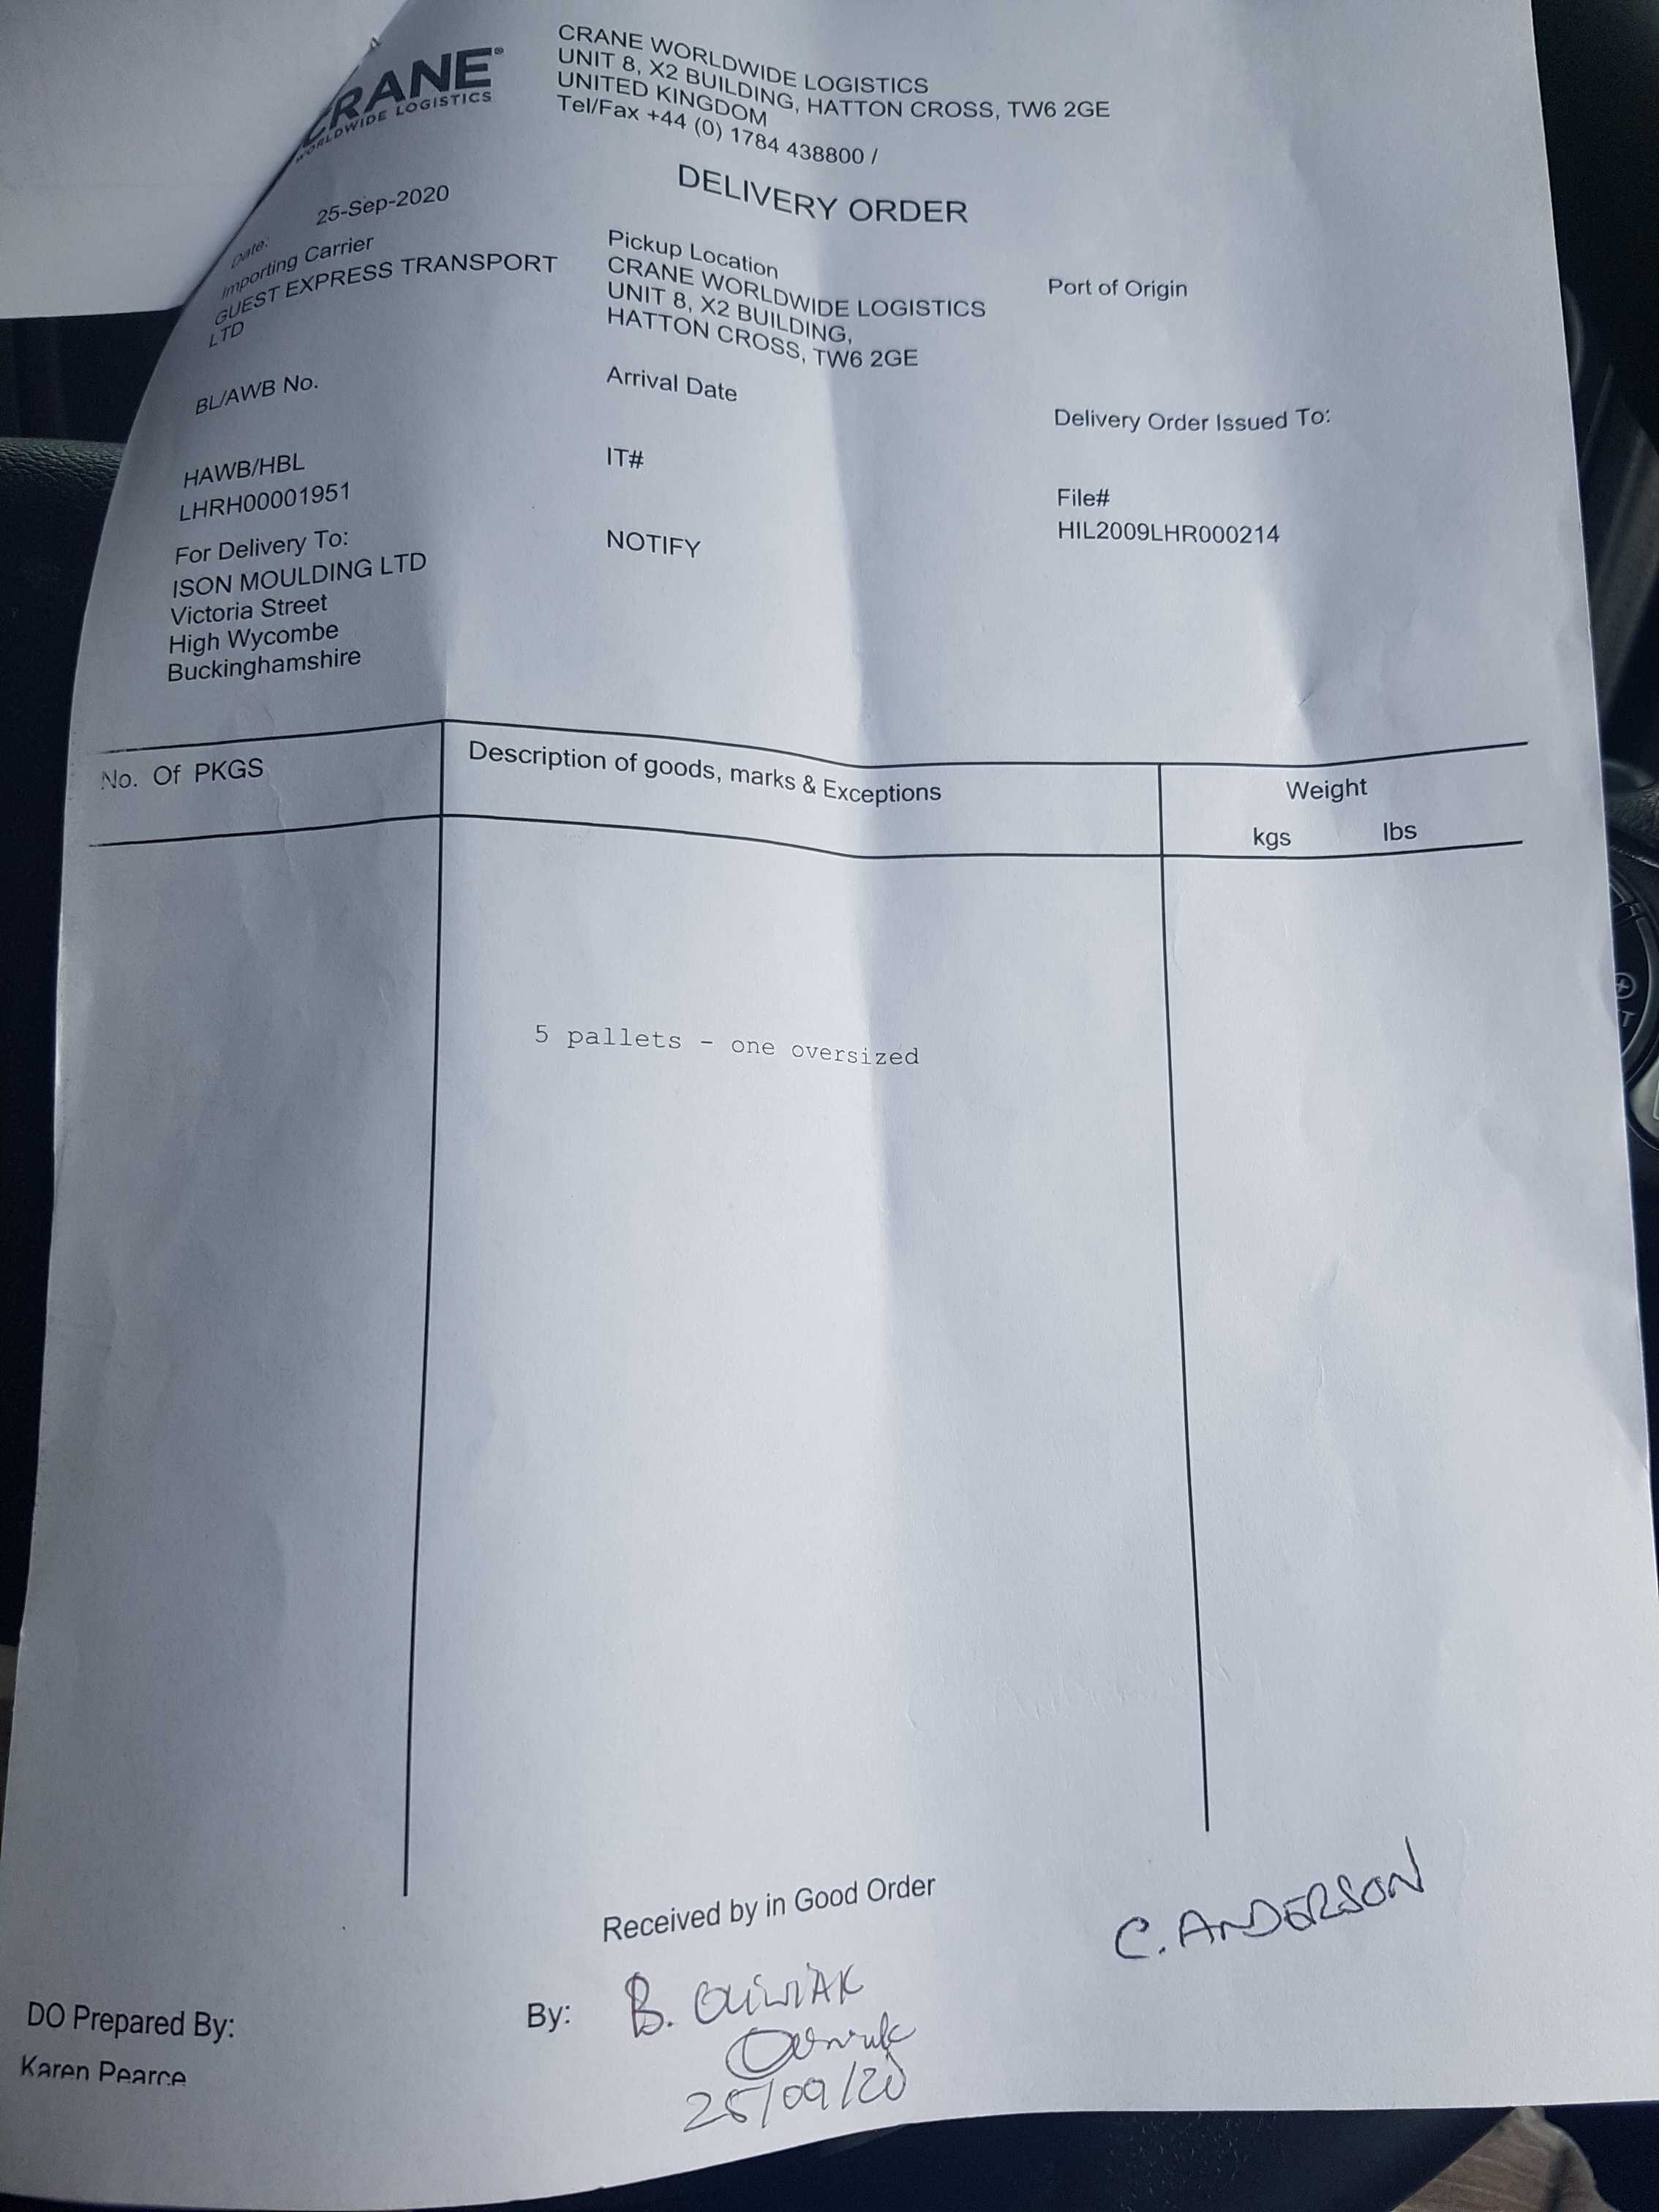 CRANE®
WORLDWIDE LOGISTICS
CRANE WORLDWIDE LOGISTICS
UNIT 8, X2 BUILDING, HATTON CROSS, TW6 2GE
UNITED KINGDOM
Tel/Fax +44 (0) 1784 438800 /
DELIVERY ORDER
Date: 25-Sep-2020
Importing Carrier
GUEST EXPRESS TRANSPORT
LTD
Pickup Location
CRANE WORLDWIDE LOGISTICS
UNIT 8, X2 BUILDING,
HATTON CROSS, TW6 2GE
Port of Origin
BL/AWB No.
Arrival Date
Delivery Order Issued To:
HAWB/HBL
LHRH00001951
IT#
File#
HIL2009LHR000214
For Delivery To:
ISON MOULDING LTD
Victoria Street
High Wycombe
Buckinghamshire
NOTIFY
No. Of PKGS
Description of goods, marks & Exceptions
Weight
kgs lbs
5 pallets - one oversized
Received by in Good Order
C. ANDERSON
DO Prepared By:
Karen Pearce
By: B.
25/09/20